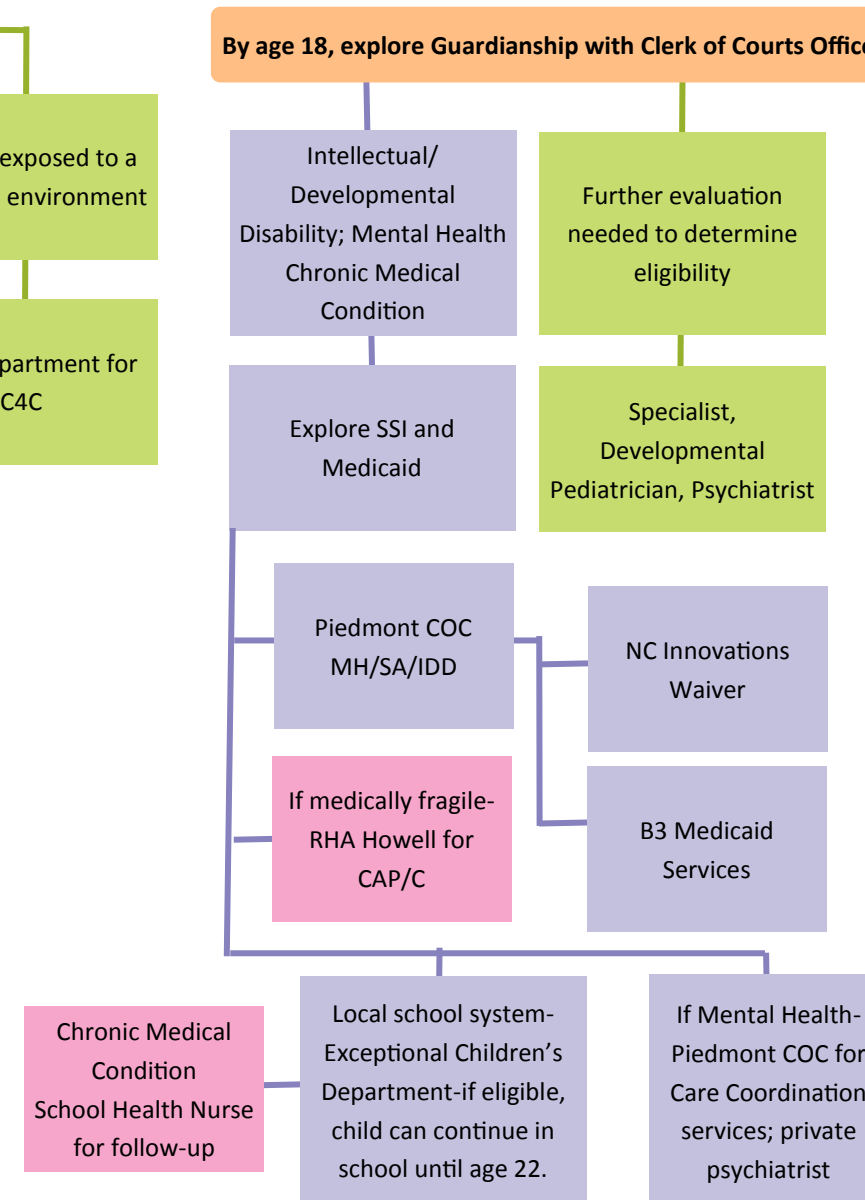 By age 18, explore Guardianship with Clerk of Courts Office
exposed to a
environment
partment for
C4C
Intellectual/
Developmental
Disability; Mental Health
Chronic Medical
Condition
Further evaluation
needed to determine
eligibility
Explore SSI and
Medicaid
Specialist,
Developmental
Pediatrician, Psychiatrist
Piedmont COC
MH/SA/IDD
NC Innovations
Waiver
If medically fragile-
RHA Howell for
CAP/C
B3 Medicaid
Services
Chronic Medical
Condition
School Health Nurse
for follow-up
Local school system-
Exceptional Children's
Department-if eligible,
child can continue in
school until age 22.
If Mental Health-
Piedmont COC for
Care Coordination
services; private
psychiatrist